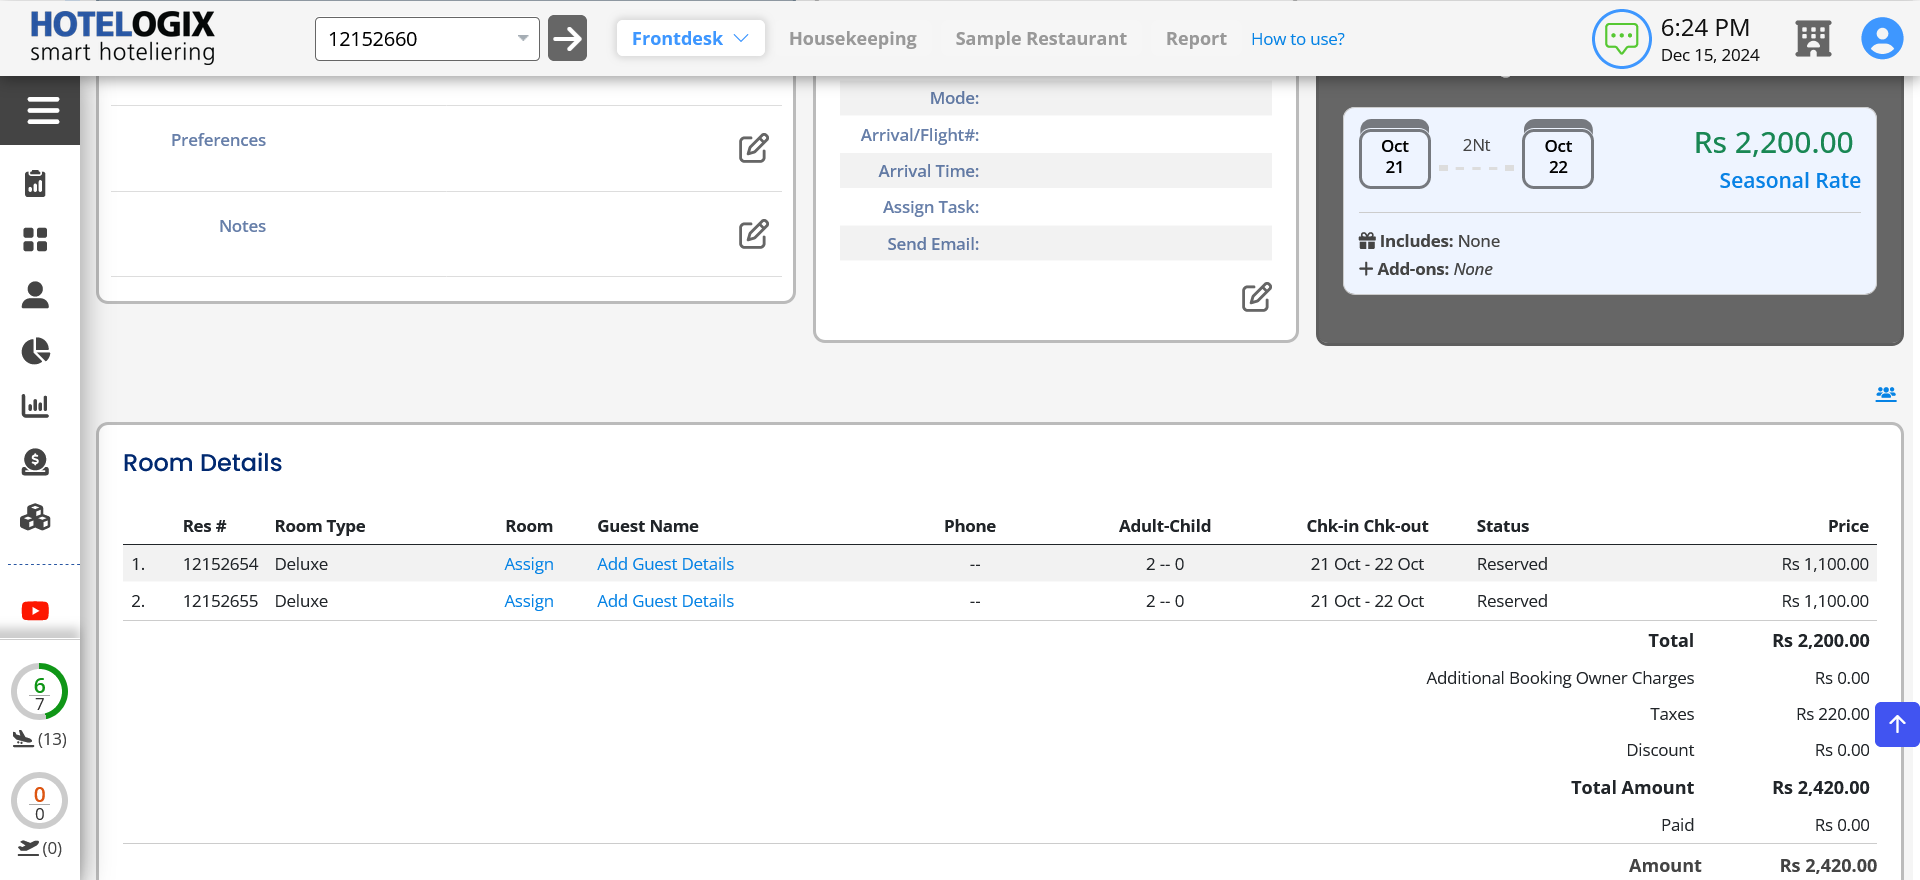 HOTELOGIX
smart hoteliering
12152660
Frontdesk
Housekeeping
Sample Restaurant
Report
How to use?
6:24 PM
Dec 15, 2024
Preferences
Notes
Mode:
Arrival/Flight#:
Arrival Time:
Assign Task:
Send Email:
Oct 21
2Nt
Oct 22
Rs 2,200.00
Seasonal Rate
Includes: None
+ Add-ons: None
Room Details
Res # Room Type Room Guest Name Phone Adult-Child Chk-in Chk-out Status Price
1. 12152654 Deluxe Assign Add Guest Details -- 2 -- 0 21 Oct - 22 Oct Reserved Rs 1,100.00
2. 12152655 Deluxe Assign Add Guest Details -- 2 -- 0 21 Oct - 22 Oct Reserved Rs 1,100.00
Total Rs 2,200.00
Additional Booking Owner Charges Rs 0.00
Taxes Rs 220.00
Discount Rs 0.00
Total Amount Rs 2,420.00
Paid Rs 0.00
Amount Rs 2,420.00
6
7
(13)
0
0
(0)